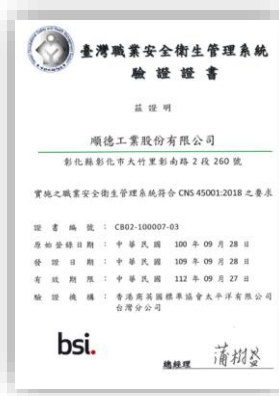 臺灣職業安全衛生管理系統
驗證證書
茲證明
順德工業股份有限公司
彰化縣彰化市大竹里彰南路 2 段 260 號
實施之職業安全衛生管理系統符合 CNS 45001:2018 之要求
證書編號：CB02-100007-03
原始登錄日期：中華民國 100 年 09 月 28 日
發證日期：中華民國 109 年 09 月 28 日
有效期限：中華民國 112 年 09 月 27 日
驗證機構：香港商英國標準協會太平洋有限公司
台灣分公司
bsi.
總經理 蒲樹盛